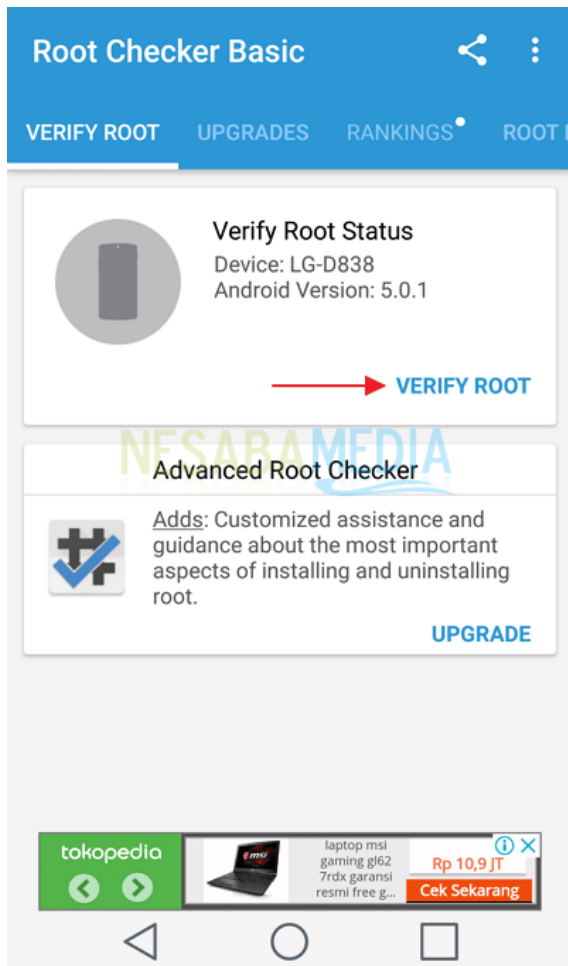 Root Checker Basic
VERIFY ROOT UPGRADES RANKINGS ROOT
Verify Root Status
Device: LG-D838
Android Version: 5.0.1
VERIFY ROOT
NESABAMEDIA
Advanced Root Checker
Adds: Customized assistance and
guidance about the most important
aspects of installing and uninstalling
root.
UPGRADE
tokopedia
msi
laptop msi
gaming gl62
7rdx garansi
resmi free g...
Rp 10,9 JT
Cek Sekarang